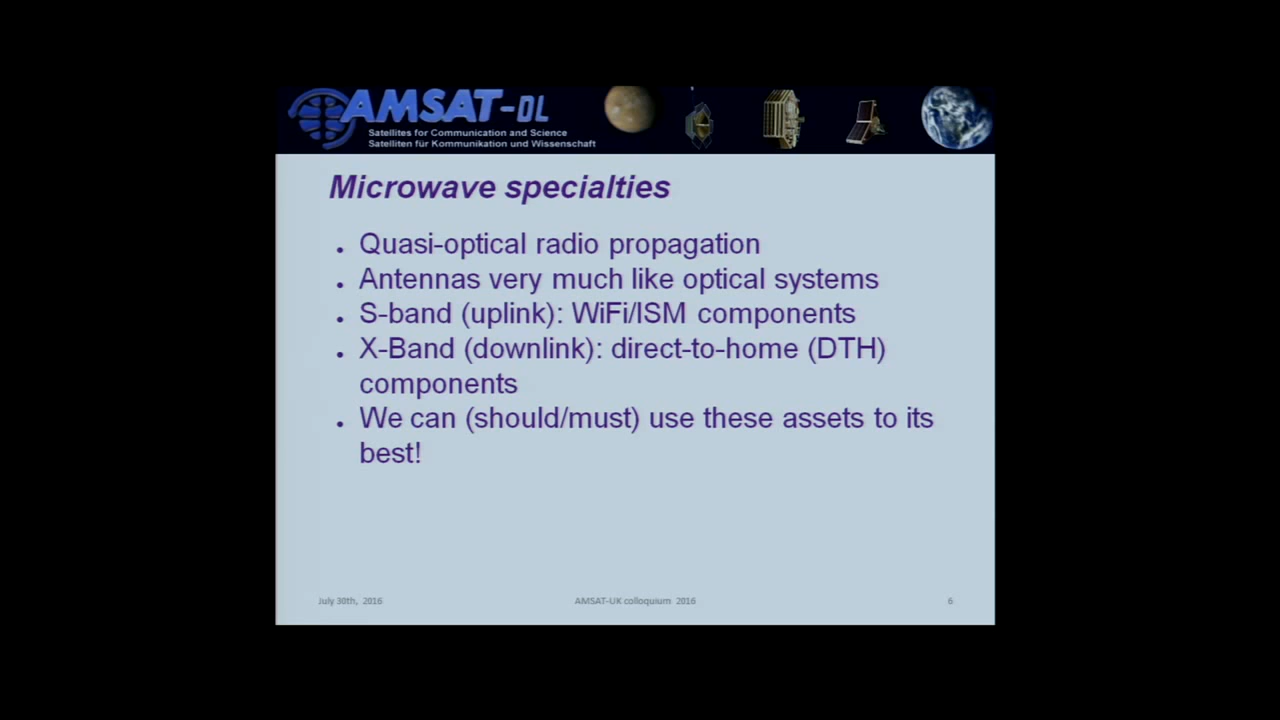 AMSAT-DL
Satellites for Communication and Science
Satelliten für Kommunikation und Wissenschaft
Microwave specialties
• Quasi-optical radio propagation
• Antennas very much like optical systems
• S-band (uplink): WiFi/ISM components
• X-Band (downlink): direct-to-home (DTH)
components
• We can (should/must) use these assets to its
best!
July 30th, 2016
AMSAT-UK colloquium 2016
6